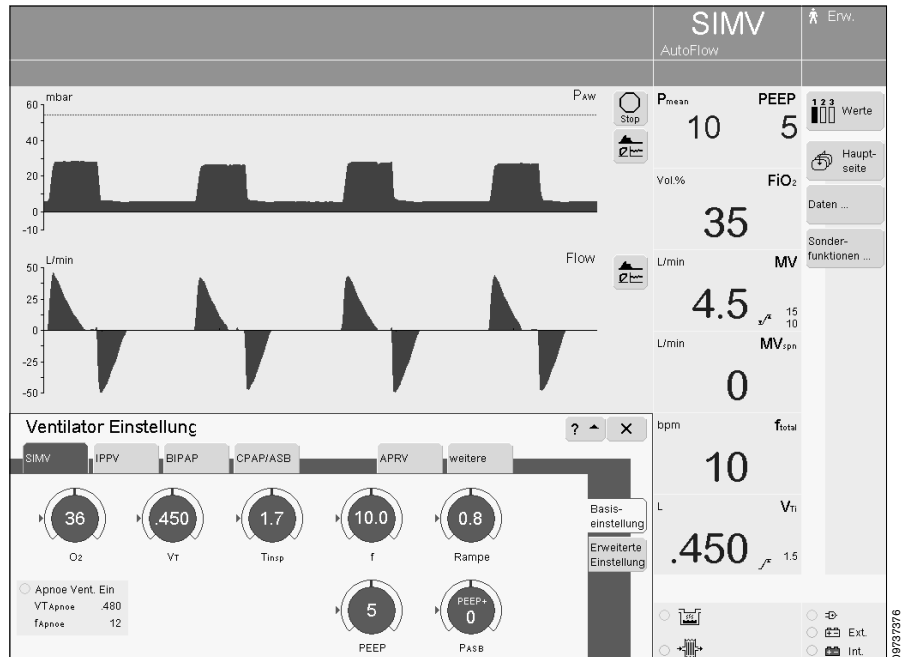 SIMV
AutoFlow
Erw.
mbar
PAW
60
40
20
0
-10
Stop
L/min
Flow
50
25
0
-25
-50
Pmean PEEP
10 5
Vol.% FiO2
35
L/min MV
4.5 15
10
L/min MVspn
0
bpm ftotal
10
L VTi
.450 1.5
1 2 3
Werte
Haupt-
seite
Daten ...
Sonder-
funktionen ...
Ventilator Einstellung
? ✕
SIMV IPPV BIPAP CPAP/ASB APRV weitere
36 .450 1.7 10.0 0.8
O2 VT Tinsp f Rampe
Basis-
einstellung
Erweiterte
Einstellung
Apnoe Vent. Ein
VTApnoe .480
fApnoe 12
5
PEEP
PEEP+
0
PASB
Ext.
Int.
09737376